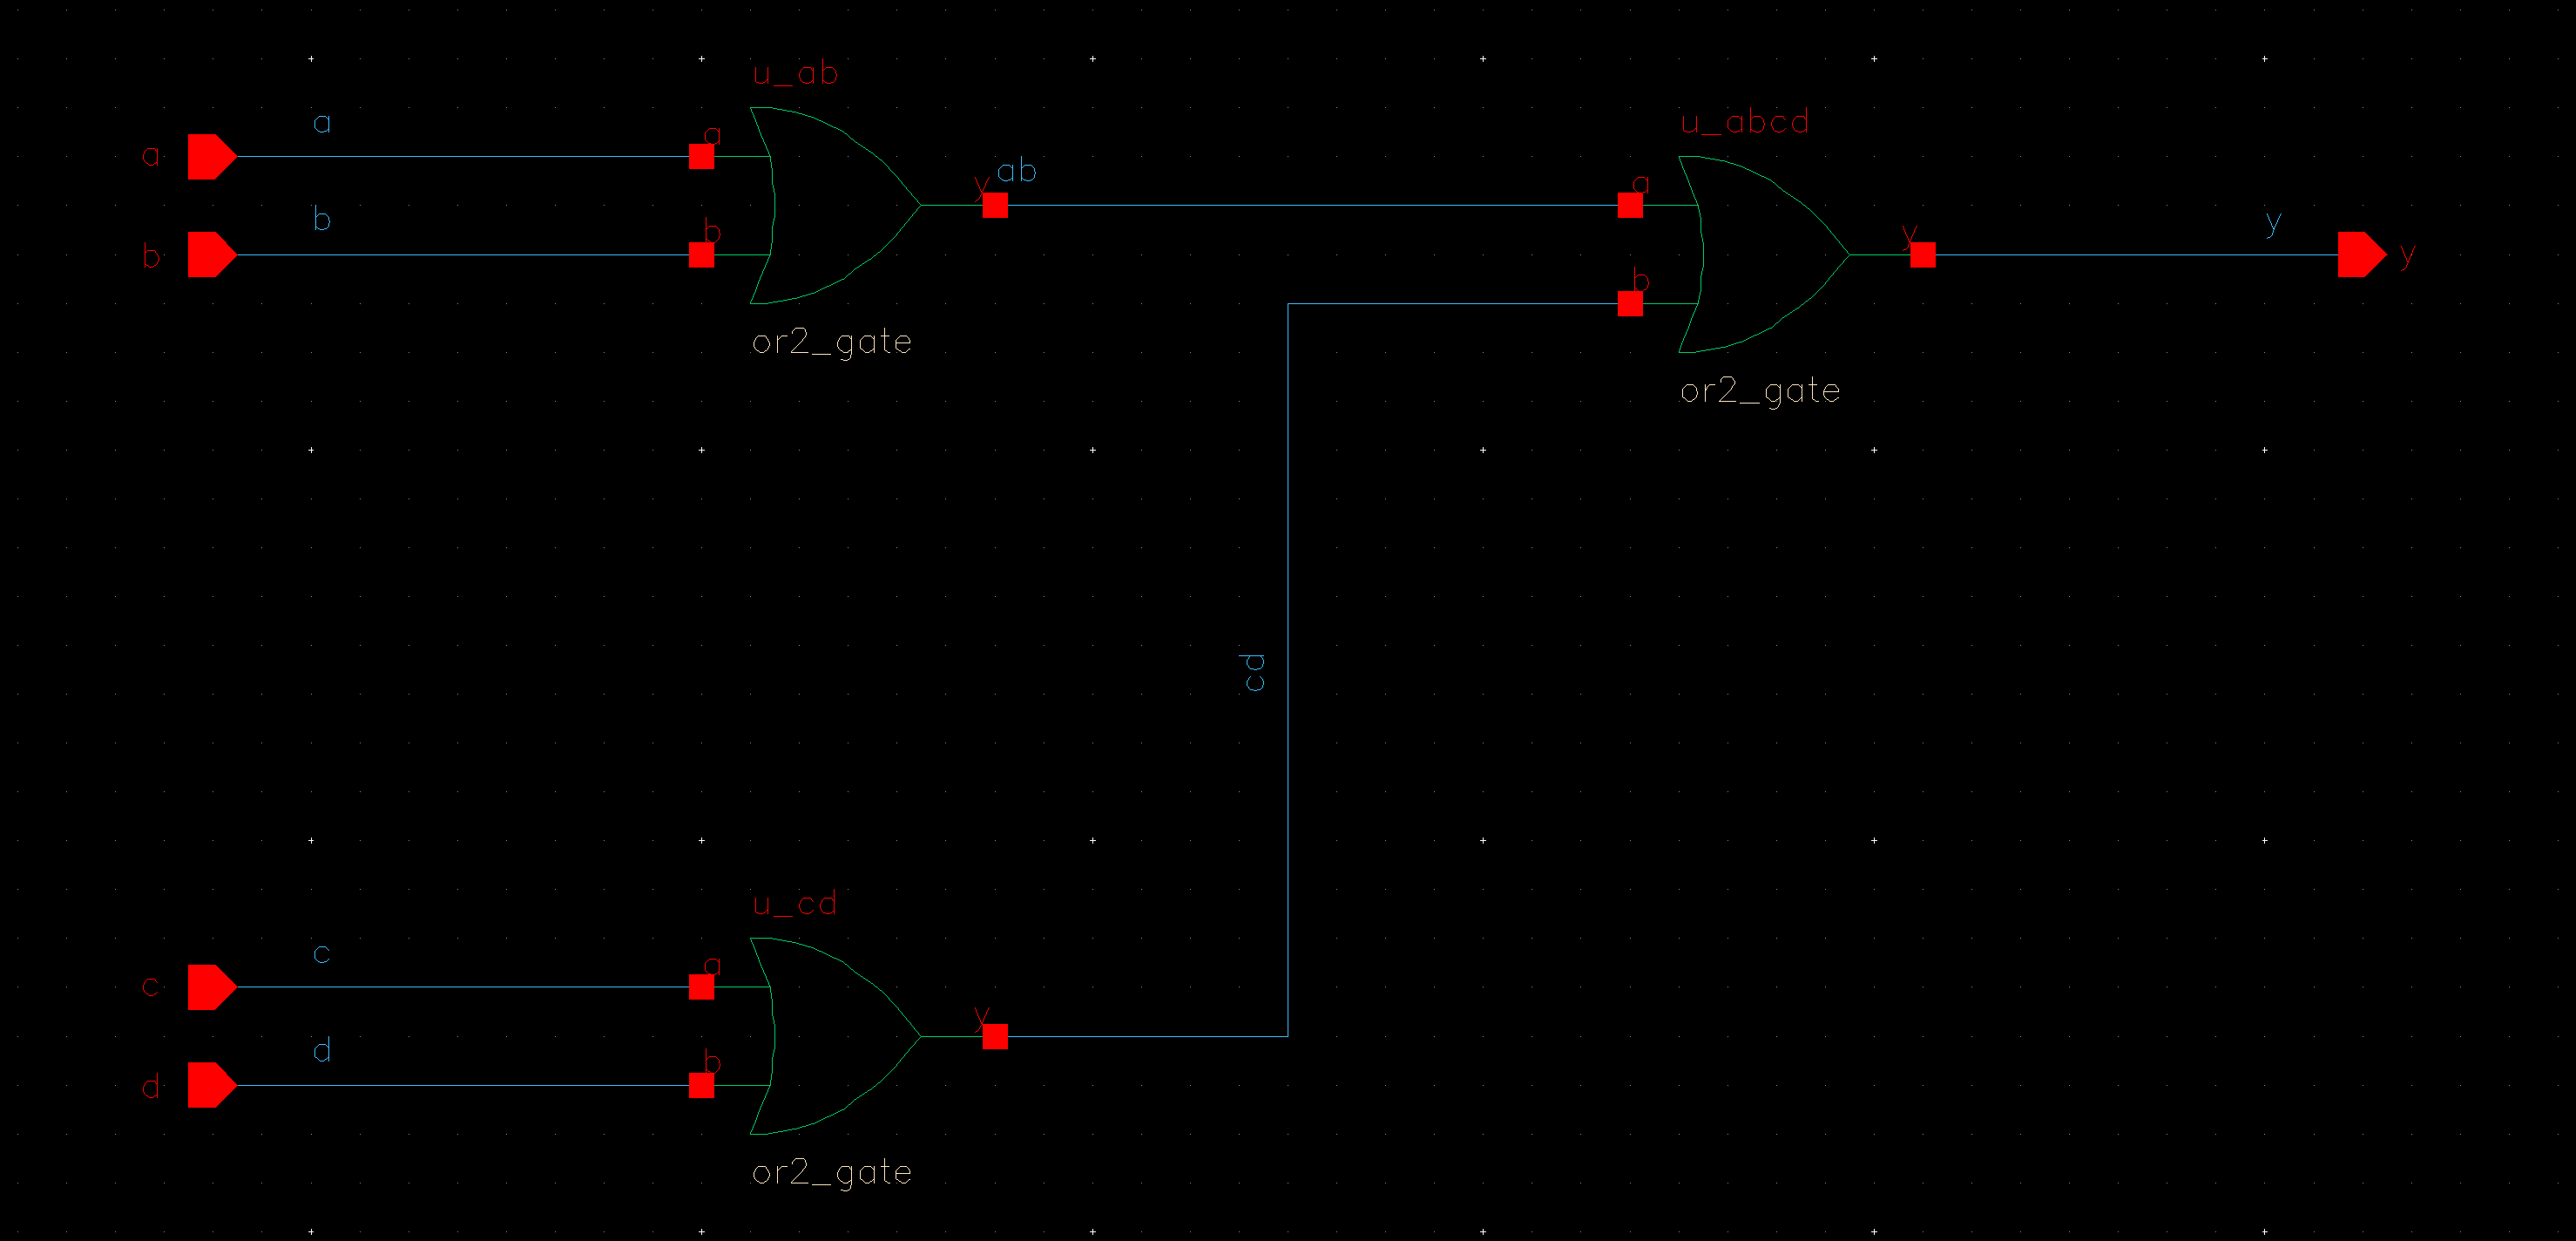 u_ab
a a a
b b b
y ab
or2_gate
u_abcd
a
b
y y y
or2_gate
cd
u_cd
c c a
d d b
y
or2_gate